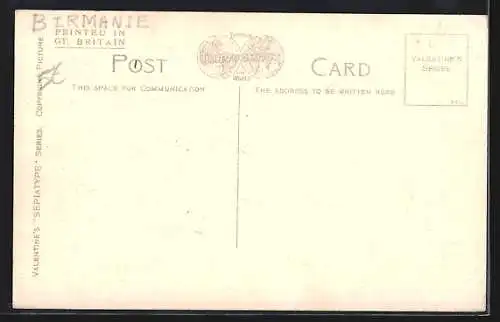 BIRMANIE
PRINTED IN
GT. BRITAIN
POST CARD
THIS SPACE FOR COMMUNICATION
THE ADDRESS TO BE WRITTEN HERE
VALENTINE'S
SERIES
VALENTINE'S "SEPIATYPE" SERIES. COPYRIGHT PICTURE